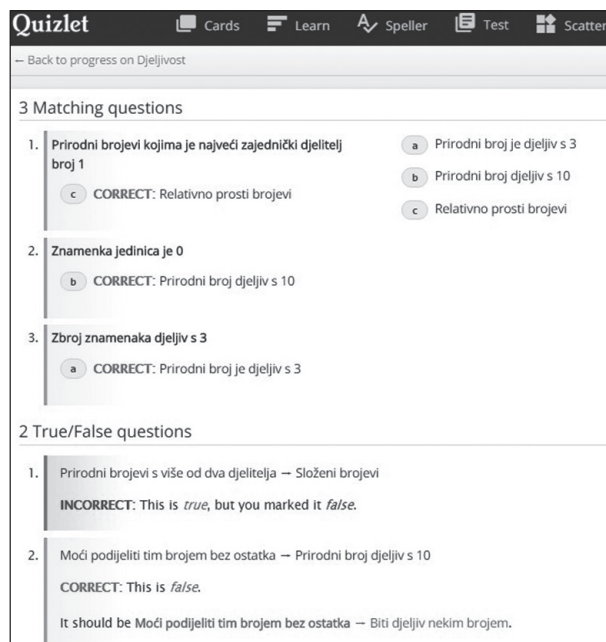 Quizlet Cards Learn Speller Test Scatter
← Back to progress on Djeljivost
3 Matching questions
1. Prirodni brojevi kojima je najveći zajednički djelitelj
broj 1
c CORRECT: Relativno prosti brojevi
a Prirodni broj je djeljiv s 3
b Prirodni broj djeljiv s 10
c Relativno prosti brojevi
2. Znamenka jedinica je 0
b CORRECT: Prirodni broj djeljiv s 10
3. Zbroj znamenaka djeljiv s 3
a CORRECT: Prirodni broj je djeljiv s 3
2 True/False questions
1. Prirodni brojevi s više od dva djelitelja → Složeni brojevi
INCORRECT: This is true, but you marked it false.
2. Moći podijeliti tim brojem bez ostatka → Prirodni broj djeljiv s 10
CORRECT: This is false.
It should be Moći podijeliti tim brojem bez ostatka → Biti djeljiv nekim brojem.